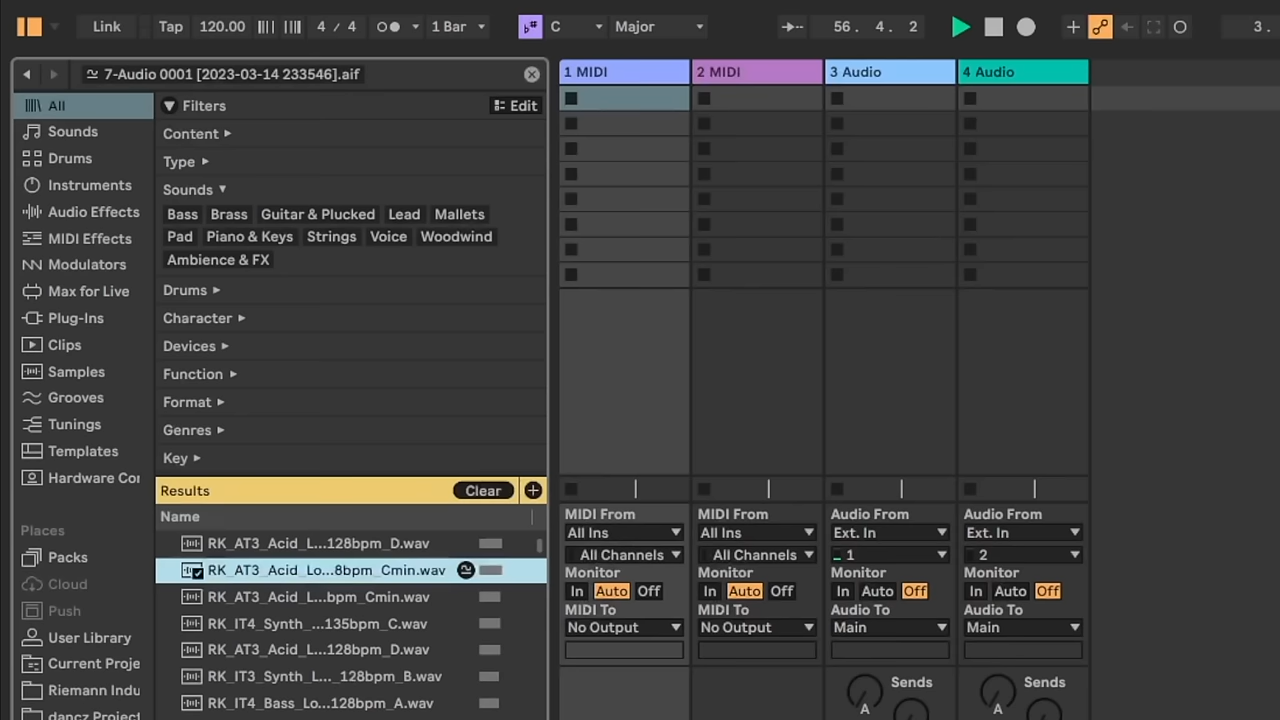 Link Tap 120.00 4 / 4 1 Bar C Major 56. 4. 2 3.
7-Audio 0001 [2023-03-14 233546].aif
1 MIDI 2 MIDI 3 Audio 4 Audio
All
Sounds
Drums
Instruments
Audio Effects
MIDI Effects
Modulators
Max for Live
Plug-Ins
Clips
Samples
Grooves
Tunings
Templates
Hardware Cor
Places
Packs
Cloud
Push
User Library
Current Proje
Riemann Indu
dancz Project
Filters Edit
Content
Type
Sounds
Bass Brass Guitar & Plucked Lead Mallets
Pad Piano & Keys Strings Voice Woodwind
Ambience & FX
Drums
Character
Devices
Function
Format
Genres
Key
Results Clear
Name
RK_AT3_Acid_L...128bpm_D.wav
RK_AT3_Acid_Lo...8bpm_Cmin.wav
RK_AT3_Acid_L...bpm_Cmin.wav
RK_IT4_Synth_...135bpm_C.wav
RK_AT3_Acid_L...128bpm_D.wav
RK_IT3_Synth_L..._128bpm_B.wav
RK_IT4_Bass_Lo...128bpm_A.wav
MIDI From MIDI From Audio From Audio From
All Ins All Ins Ext. In Ext. In
All Channels All Channels 1 2
Monitor Monitor Monitor Monitor
In Auto Off In Auto Off In Auto Off In Auto Off
MIDI To MIDI To Audio To Audio To
No Output No Output Main Main
Sends Sends
A A